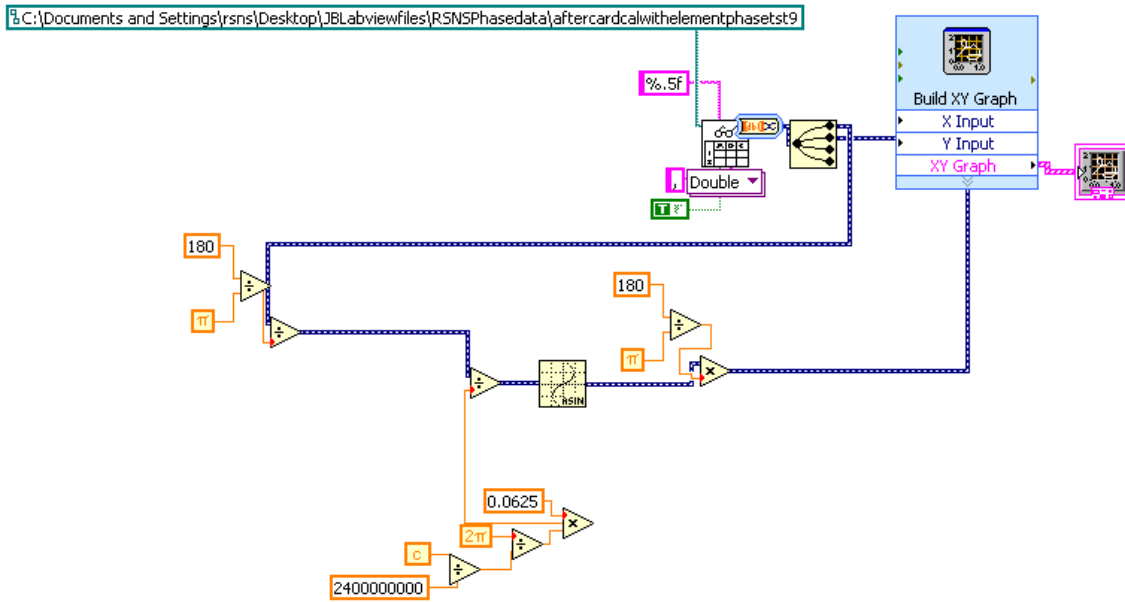 C:\Documents and Settings\rsns\Desktop\JBLabviewfiles\RSNSPhasedata\aftercardcalwithelementphasetst9
%.5f
Build XY Graph
X Input
Y Input
XY Graph
,
Double
T
180
π
180
π
ASIN
0.0625
2π
c
2400000000